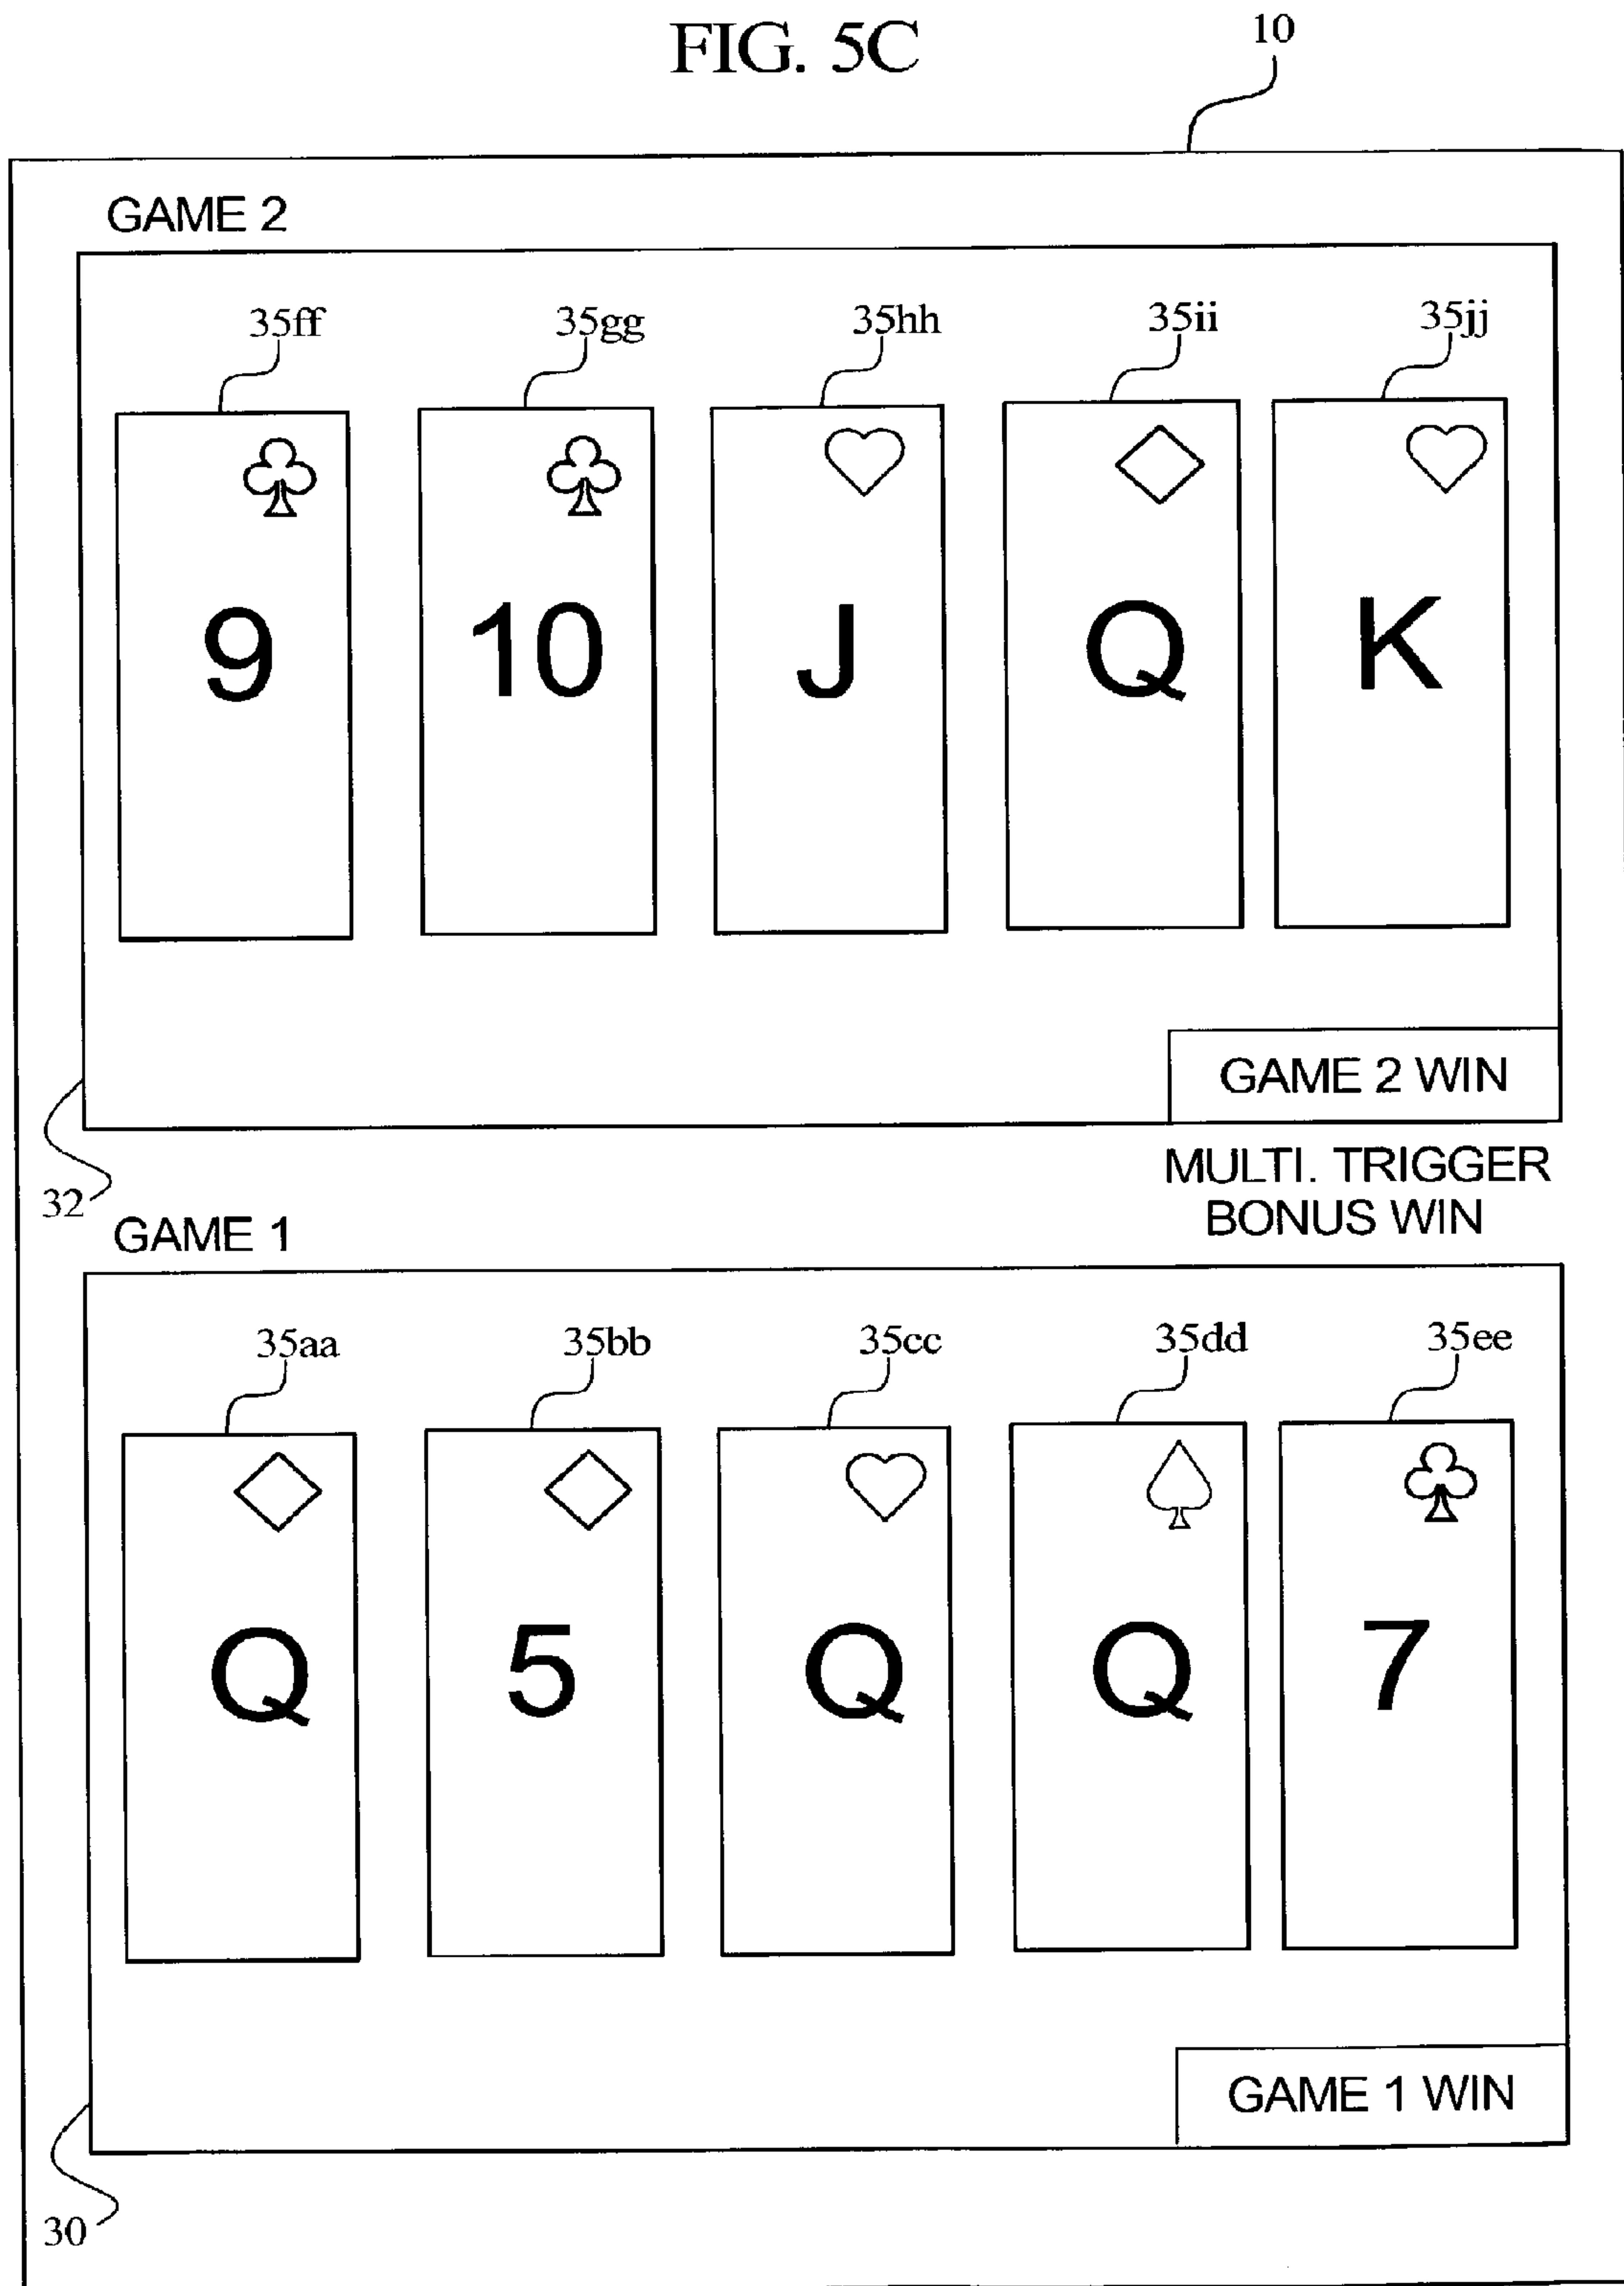 FIG. 5C
10
GAME 2
35ff 35gg 35hh 35ii 35jj
9 10 J Q K
GAME 2 WIN
32
MULTI. TRIGGER
BONUS WIN
GAME 1
35aa 35bb 35cc 35dd 35ee
Q 5 Q Q 7
GAME 1 WIN
30